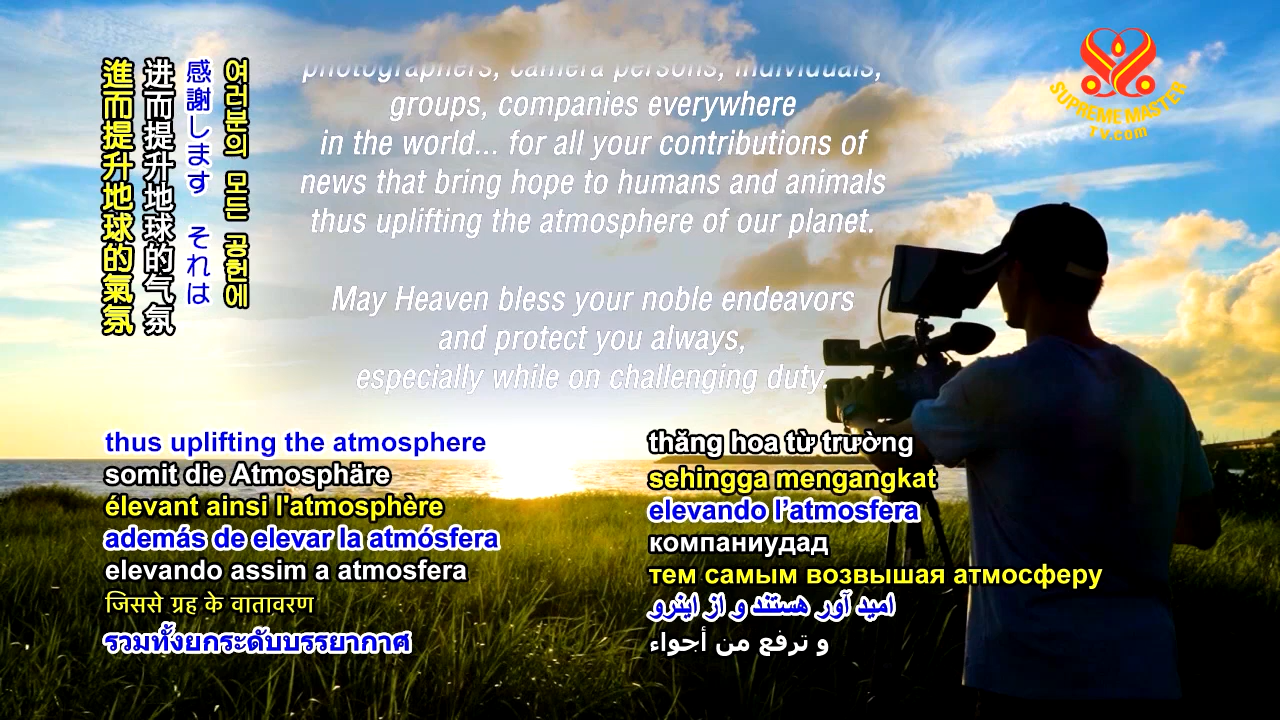 進而提升地球的氣氛
进而提升地球的气氛
感謝します それは
여러분의 모든 공헌에
photographers, camera persons, individuals,
groups, companies everywhere
in the world... for all your contributions of
news that bring hope to humans and animals
thus uplifting the atmosphere of our planet.
May Heaven bless your noble endeavors
and protect you always,
especially while on challenging duty.
SUPREME MASTER
TV.com
thus uplifting the atmosphere
somit die Atmosphäre
élevant ainsi l'atmosphère
además de elevar la atmósfera
elevando assim a atmosfera
जिससे ग्रह के वातावरण
รวมทั้งยกระดับบรรยากาศ
thăng hoa từ trường
sehingga mengangkat
elevando l’atmosfera
компаниудад
тем самым возвышая атмосферу
امید آور هستند و از اینرو
و ترفع من أجواء